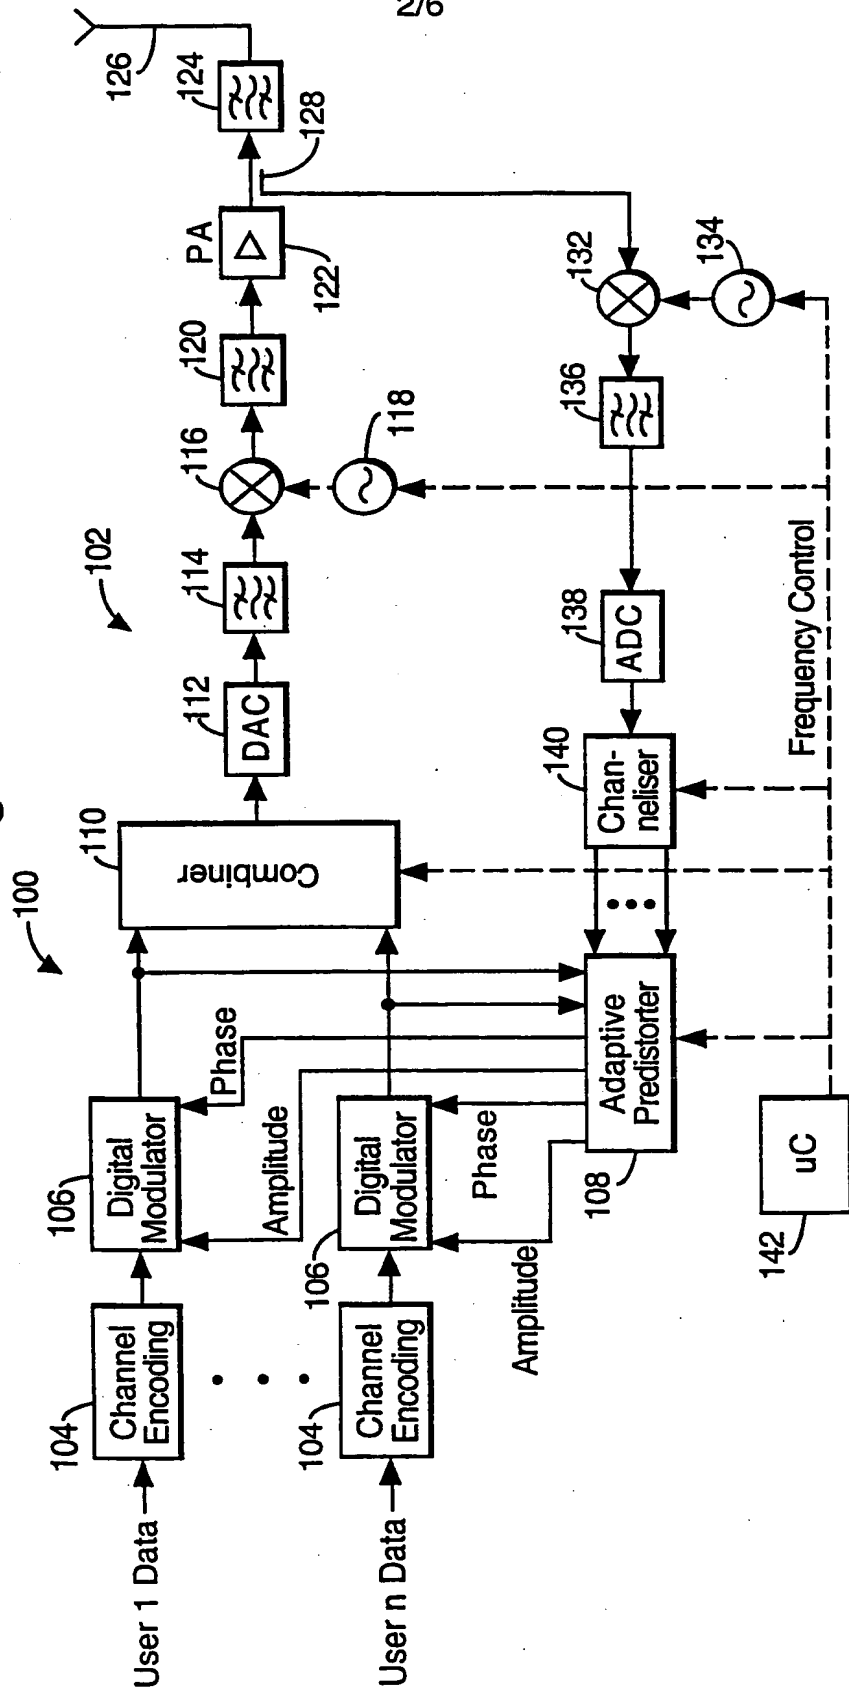 2/6
100
102
User 1 Data
104
Channel
Encoding
106
Digital
Modulator
Phase
Amplitude
User n Data
104
Channel
Encoding
106
Digital
Modulator
Phase
Amplitude
110
Combiner
112
DAC
114
116
118
120
PA
122
124
126
128
132
134
136
138
ADC
140
Chan-
neliser
108
Adaptive
Predistorter
Frequency Control
142
uC